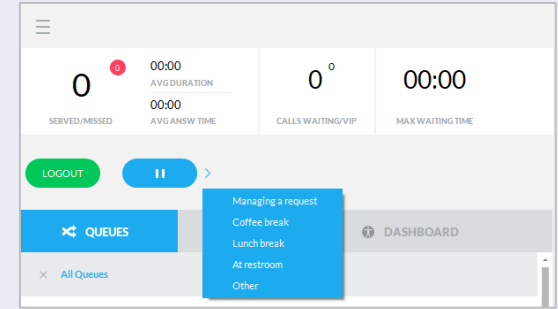 0
0
SERVED/MISSED
00:00
AVG DURATION
00:00
AVG ANSW TIME
0
0
CALLS WAITING/VIP
00:00
MAX WAITING TIME
LOGOUT
Managing a request
Coffee break
Lunch break
At restroom
Other
QUEUES
DASHBOARD
All Queues